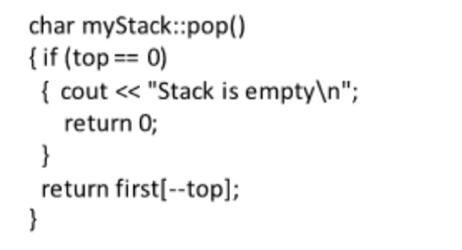 char myStack::pop()
{ if (top == 0)
{ cout << "Stack is empty\n";
return 0;
}
return first[--top];
}